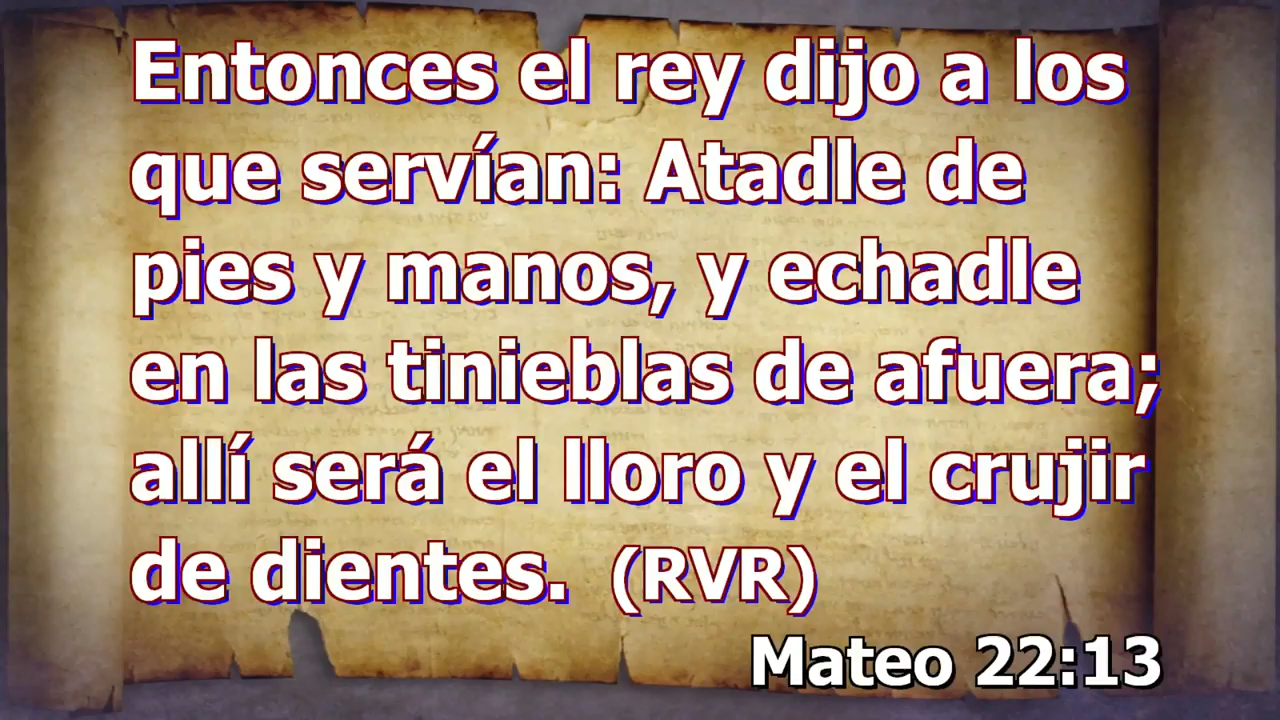 Entonces el rey dijo a los
que servían: Atadle de
pies y manos, y echadle
en las tinieblas de afuera;
allí será el lloro y el crujir
de dientes. (RVR)
Mateo 22:13